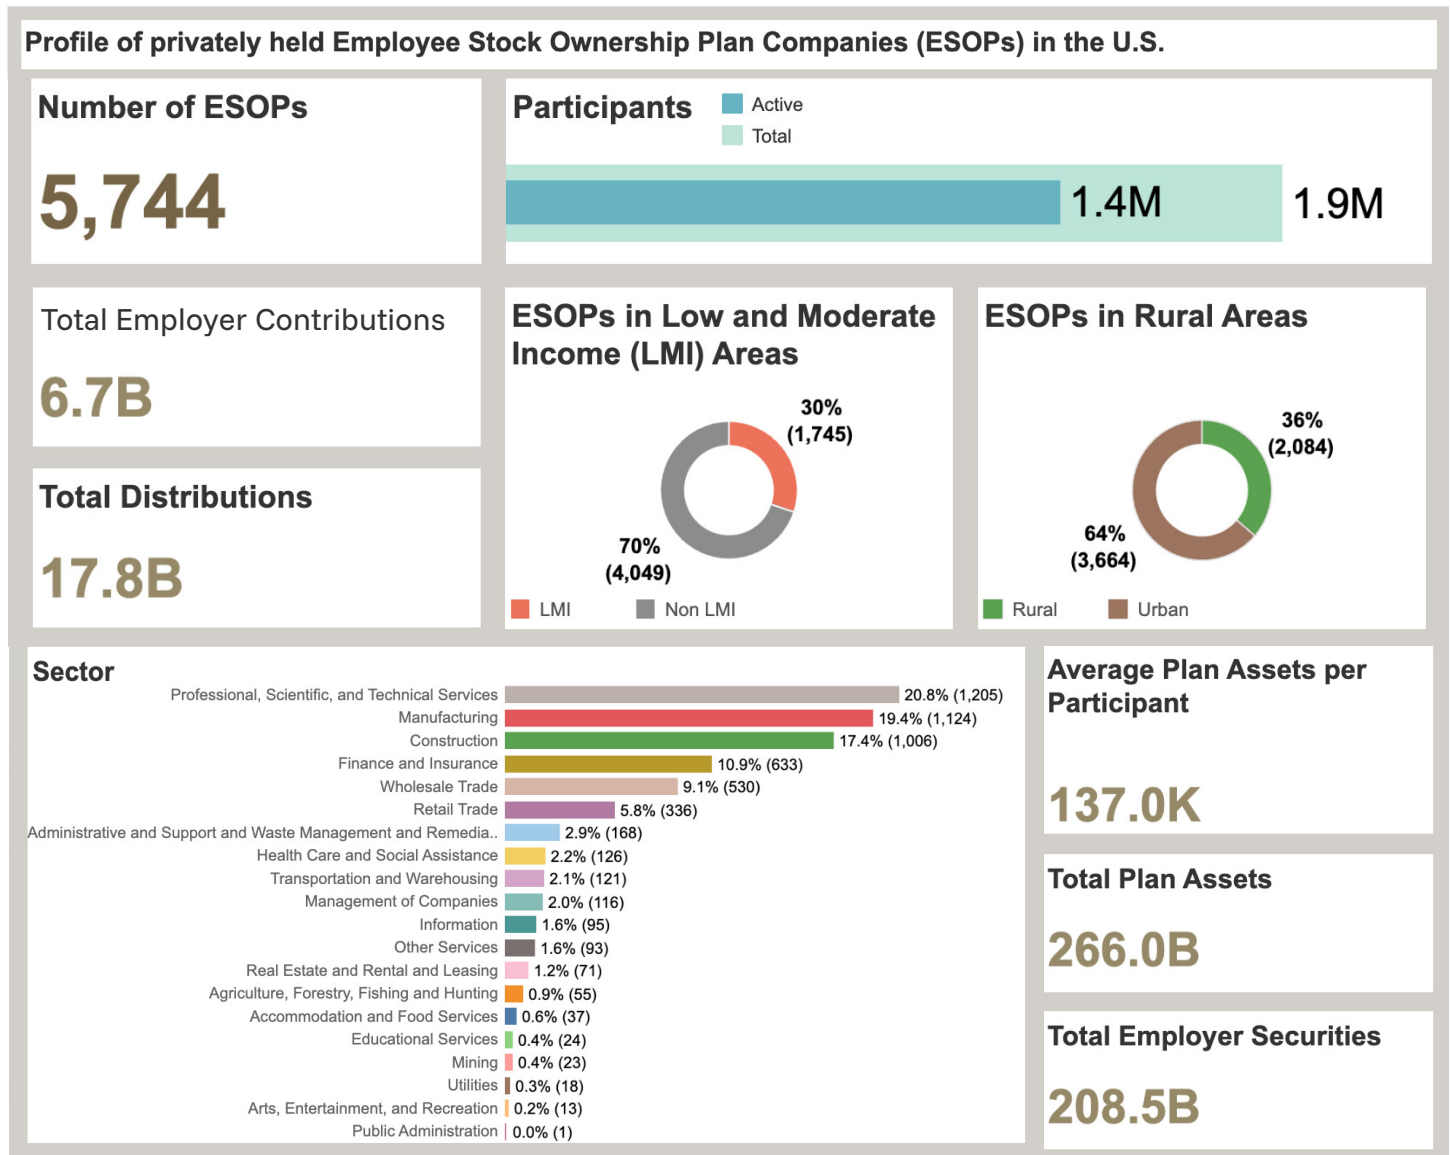 Profile of privately held Employee Stock Ownership Plan Companies (ESOPs) in the U.S.
Number of ESOPs
5,744
Participants
Active
Total
1.4M
1.9M
Total Employer Contributions
6.7B
Total Distributions
17.8B
ESOPs in Low and Moderate
Income (LMI) Areas
30%
(1,745)
70%
(4,049)
LMI
Non LMI
ESOPs in Rural Areas
36%
(2,084)
64%
(3,664)
Rural
Urban
Sector
Professional, Scientific, and Technical Services 20.8% (1,205)
Manufacturing 19.4% (1,124)
Construction 17.4% (1,006)
Finance and Insurance 10.9% (633)
Wholesale Trade 9.1% (530)
Retail Trade 5.8% (336)
Administrative and Support and Waste Management and Remedia.. 2.9% (168)
Health Care and Social Assistance 2.2% (126)
Transportation and Warehousing 2.1% (121)
Management of Companies 2.0% (116)
Information 1.6% (95)
Other Services 1.6% (93)
Real Estate and Rental and Leasing 1.2% (71)
Agriculture, Forestry, Fishing and Hunting 0.9% (55)
Accommodation and Food Services 0.6% (37)
Educational Services 0.4% (24)
Mining 0.4% (23)
Utilities 0.3% (18)
Arts, Entertainment, and Recreation 0.2% (13)
Public Administration 0.0% (1)
Average Plan Assets per
Participant
137.0K
Total Plan Assets
266.0B
Total Employer Securities
208.5B